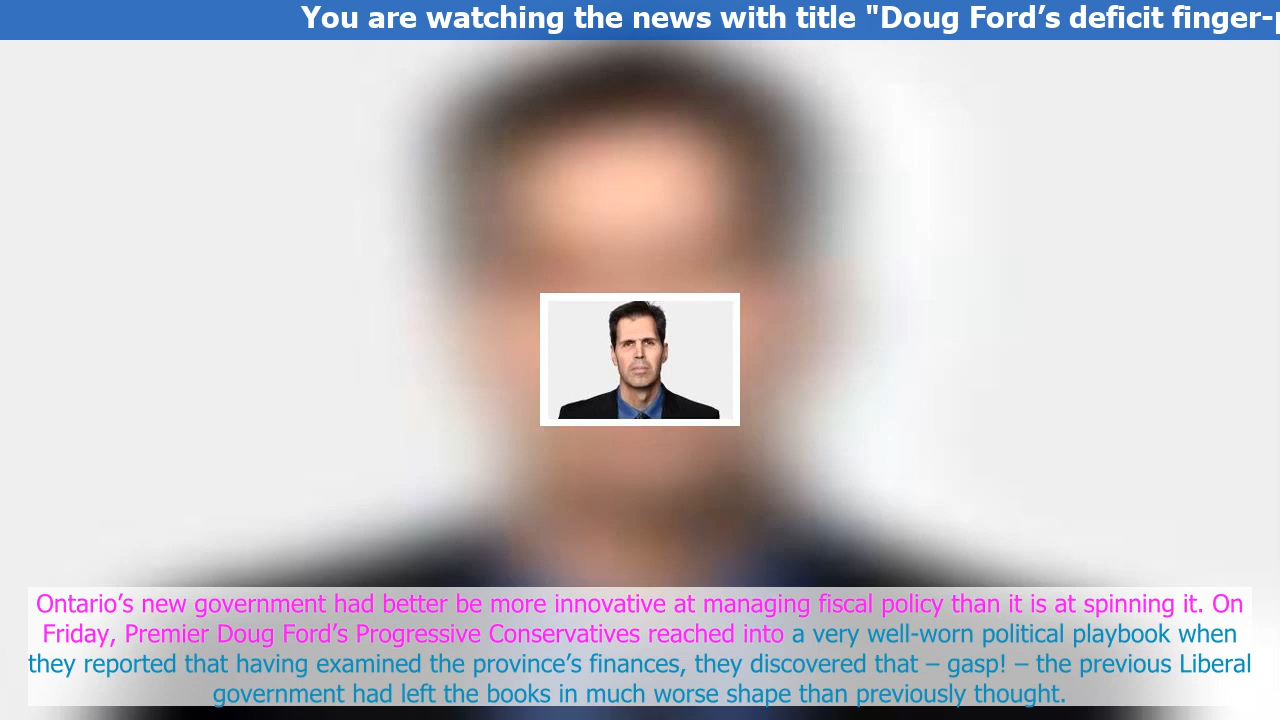 You are watching the news with title "Doug Ford’s deficit finger-
Ontario’s new government had better be more innovative at managing fiscal policy than it is at spinning it. On
Friday, Premier Doug Ford’s Progressive Conservatives reached into a very well-worn political playbook when
they reported that having examined the province’s finances, they discovered that – gasp! – the previous Liberal
government had left the books in much worse shape than previously thought.